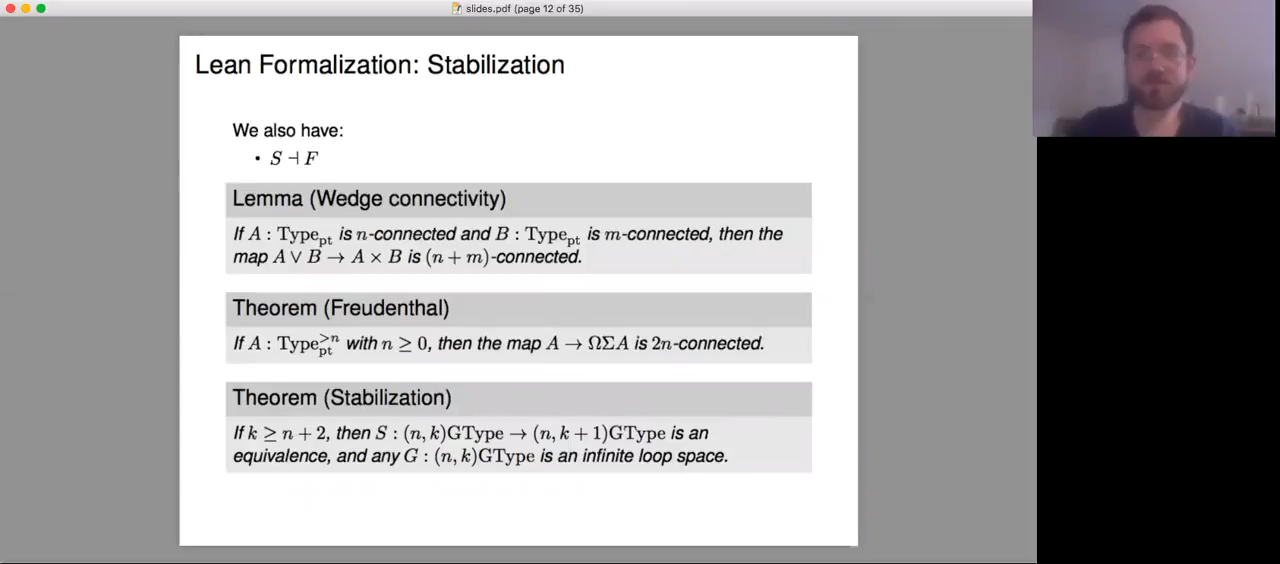 slides.pdf (page 12 of 35)
Lean Formalization: Stabilization
We also have:
• S ⊣ F
Lemma (Wedge connectivity)
If A : Type_pt is n-connected and B : Type_pt is m-connected, then the
map A ∨ B → A × B is (n + m)-connected.
Theorem (Freudenthal)
If A : Type_pt^{>n} with n ≥ 0, then the map A → ΩΣA is 2n-connected.
Theorem (Stabilization)
If k ≥ n + 2, then S : (n, k)GType → (n, k + 1)GType is an
equivalence, and any G : (n, k)GType is an infinite loop space.